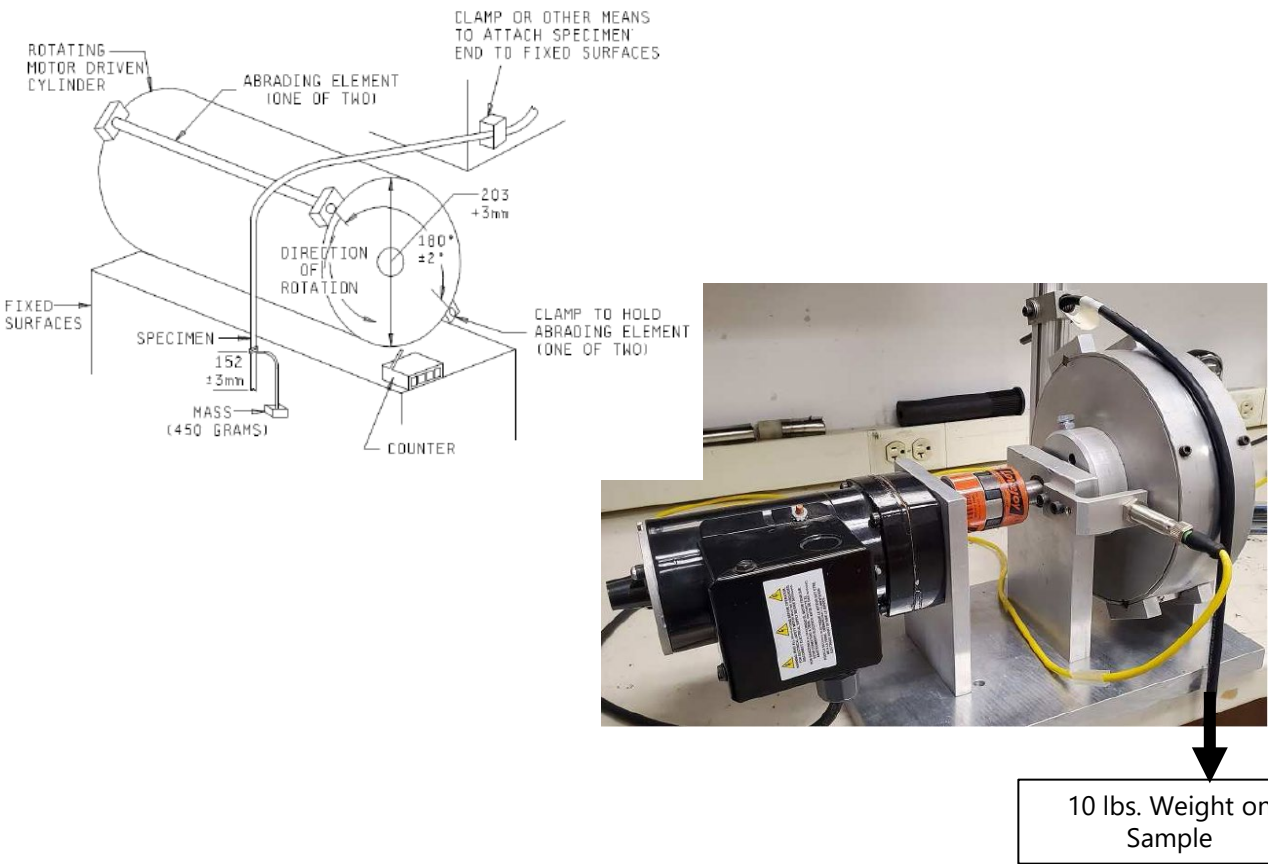 CLAMP OR OTHER MEANS
TO ATTACH SPECIMEN
END TO FIXED SURFACES
ROTATING
MOTOR DRIVEN
CYLINDER
ABRADING ELEMENT
(ONE OF TWO)
203
+3mm
180°
±2°
DIRECTION
OF
ROTATION
FIXED
SURFACES
SPECIMEN
152
±3mm
MASS
(450 GRAMS)
COUNTER
CLAMP TO HOLD
ABRADING ELEMENT
(ONE OF TWO)
10 lbs. Weight on
Sample